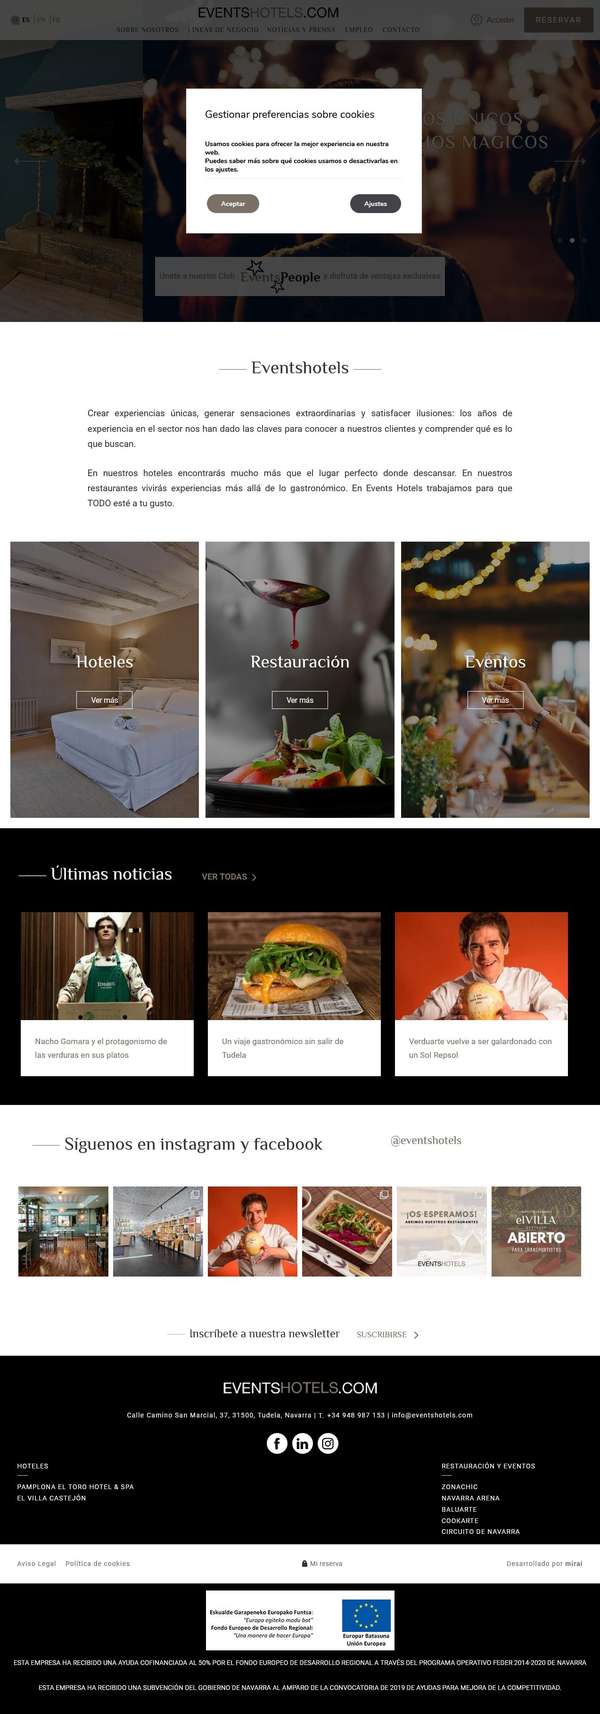 EVENTSHOTELS.COM
ES | EN | FR
SOBRE NOSOTROS LÍNEAS DE NEGOCIO NOTICIAS Y PRENSA EMPLEO CONTACTO
Acceder
RESERVAR
Gestionar preferencias sobre cookies
Usamos cookies para ofrecer la mejor experiencia en nuestra
web.
Puedes saber más sobre qué cookies usamos o desactivarlas en
los ajustes.
Aceptar
Ajustes
OS ÚNICOS
MOS MÁGICOS
Únete a nuestro Club EventsPeople y disfruta de ventajas exclusivas
Eventshotels
Crear experiencias únicas, generar sensaciones extraordinarias y satisfacer ilusiones: los años de
experiencia en el sector nos han dado las claves para conocer a nuestros clientes y comprender qué es lo
que buscan.
En nuestros hoteles encontrarás mucho más que el lugar perfecto donde descansar. En nuestros
restaurantes vivirás experiencias más allá de lo gastronómico. En Events Hotels trabajamos para que
TODO esté a tu gusto.
Hoteles
Ver más
Restauración
Ver más
Eventos
Ver más
Últimas noticias
VER TODAS
Nacho Gomara y el protagonismo de
las verduras en sus platos
Un viaje gastronómico sin salir de
Tudela
Verduarte vuelve a ser galardonado con
un Sol Repsol
Síguenos en instagram y facebook
@eventshotels
¡OS ESPERAMOS!
ABRIMOS NUESTROS RESTAURANTES
EVENTSHOTELS
elVILLA
ABIERTO
PARA TRANSPORTISTAS
Inscríbete a nuestra newsletter
SUSCRIBIRSE
EVENTSHOTELS.COM
Calle Camino San Marcial, 37, 31500, Tudela, Navarra | T. +34 948 987 153 | info@eventshotels.com
HOTELES
PAMPLONA EL TORO HOTEL & SPA
EL VILLA CASTEJÓN
RESTAURACIÓN Y EVENTOS
ZONACHIC
NAVARRA ARENA
BALUARTE
COOKARTE
CIRCUITO DE NAVARRA
Aviso Legal Política de cookies
Mi reserva
Desarrollado por mirai
Eskualde Garapeneko Europako Funtsa:
"Europa egiteko modu bat"
Fondo Europeo de Desarrollo Regional:
"Una manera de hacer Europa"
Europar Batasuna
Unión Europea
ESTA EMPRESA HA RECIBIDO UNA AYUDA COFINANCIADA AL 50% POR EL FONDO EUROPEO DE DESARROLLO REGIONAL A TRAVÉS DEL PROGRAMA OPERATIVO FEDER 2014-2020 DE NAVARRA
ESTA EMPRESA HA RECIBIDO UNA SUBVENCIÓN DEL GOBIERNO DE NAVARRA AL AMPARO DE LA CONVOCATORIA DE 2019 DE AYUDAS PARA MEJORA DE LA COMPETITIVIDAD.